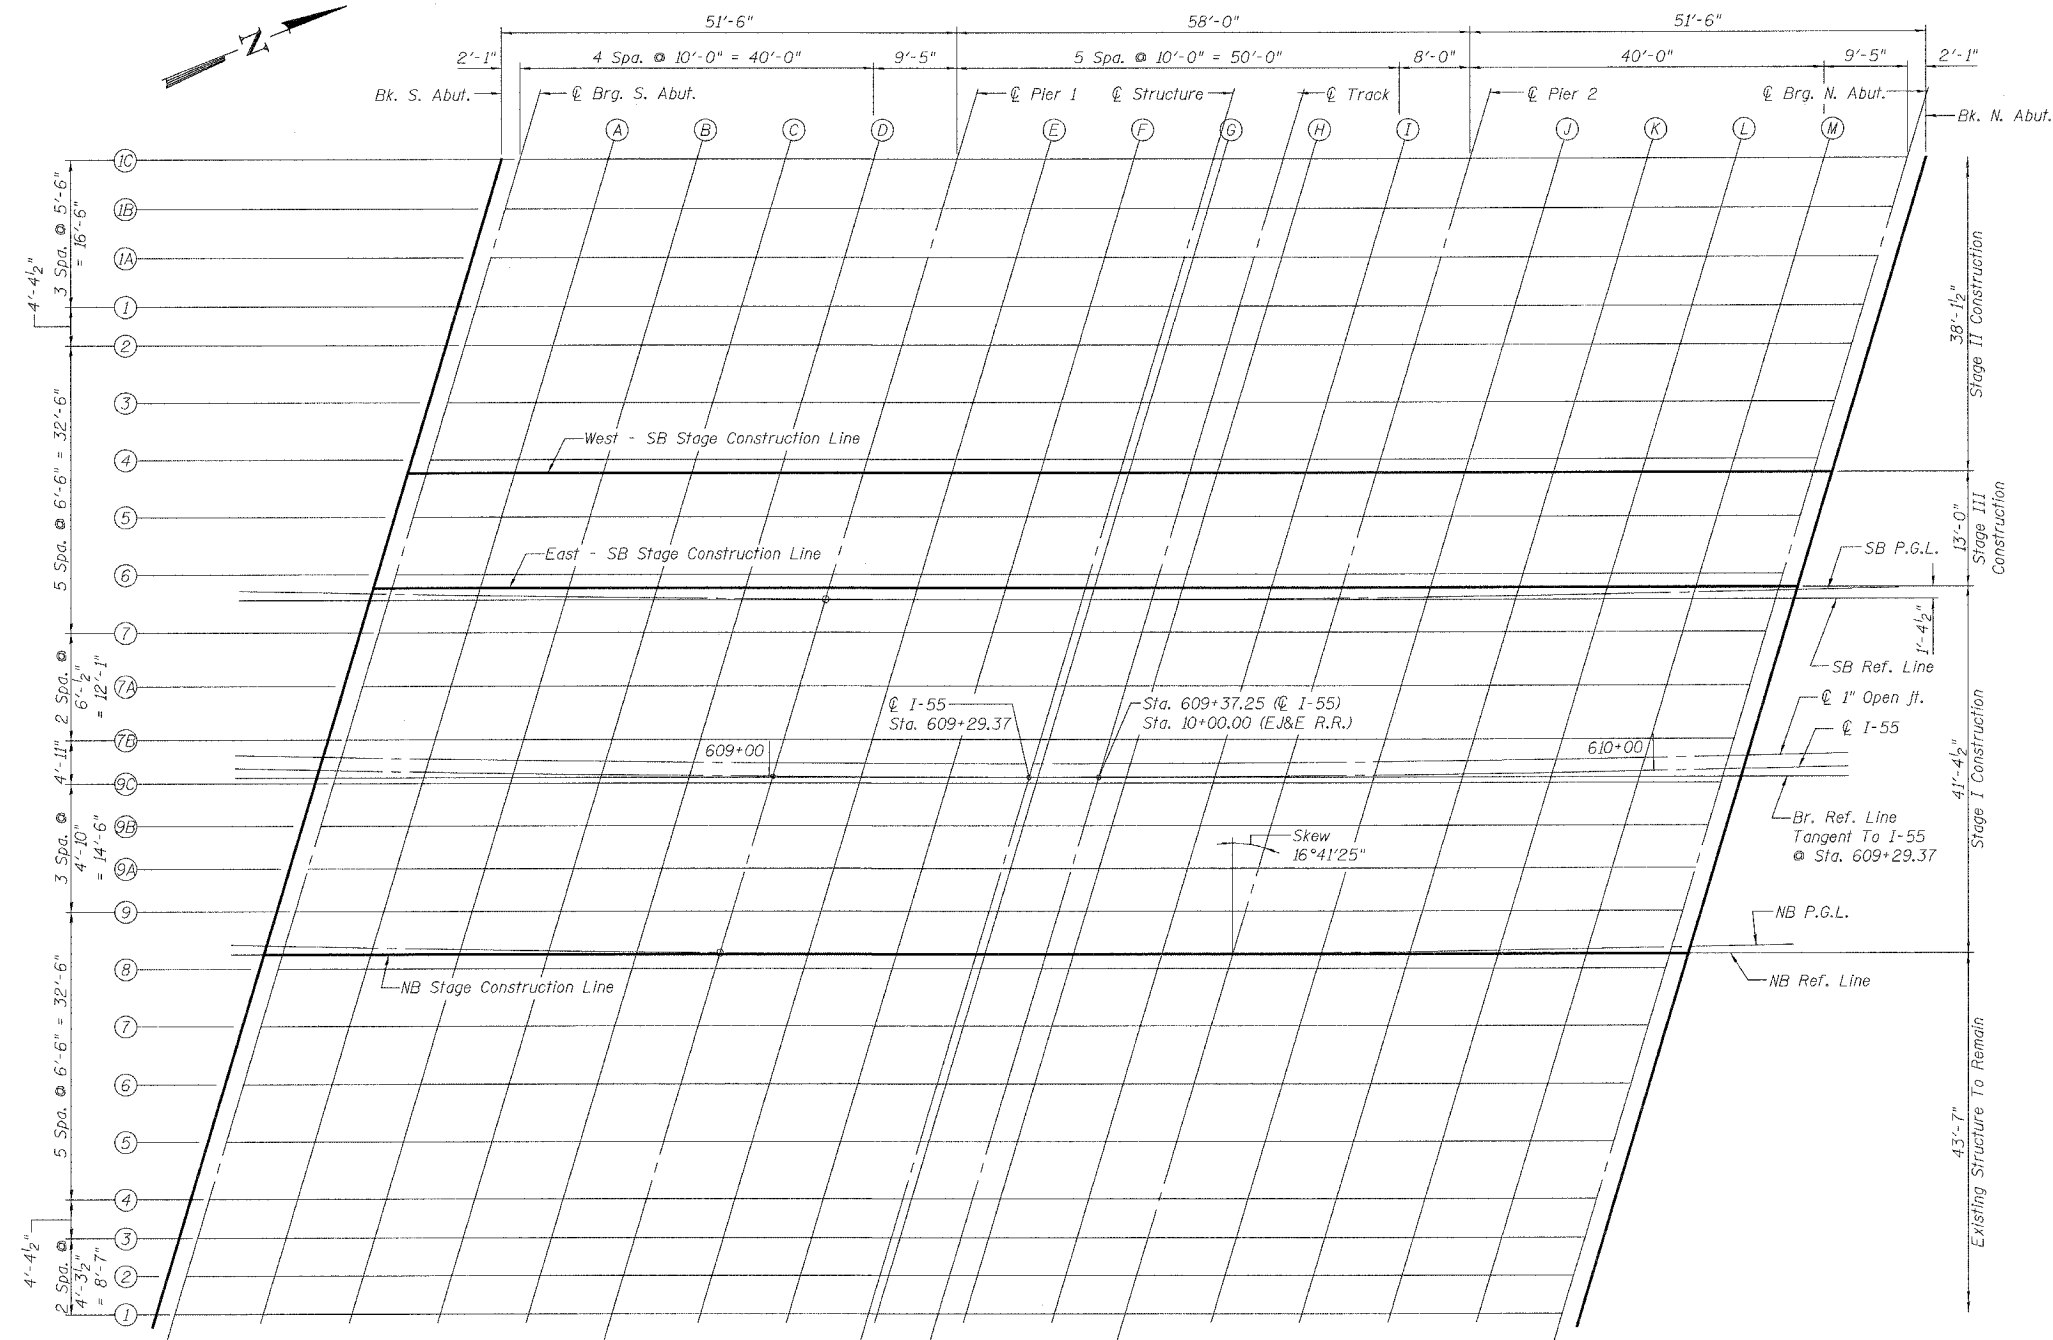 N
51'-6"
58'-0"
51'-6"
2'-1"
4 Spa. @ 10'-0" = 40'-0"
9'-5"
5 Spa. @ 10'-0" = 50'-0"
8'-0"
40'-0"
9'-5"
2'-1"
Bk. S. Abut.
℄ Brg. S. Abut.
℄ Pier 1
℄ Structure
℄ Track
℄ Pier 2
℄ Brg. N. Abut.
Bk. N. Abut.
A
B
C
D
E
F
G
H
I
J
K
L
M
1C
1B
1A
1
2
3
4
5
6
7
7A
7B
9C
9B
9A
9
8
7
6
5
4
3
2
1
3 Spa. @ 5'-6"
= 16'-6"
4'-4½"
5 Spa. @ 6'-6" = 32'-6"
2 Spa. @
6'-½"
= 12'-1"
4'-11"
3 Spa. @
4'-10"
= 14'-6"
5 Spa. @ 6'-6" = 32'-6"
4'-4½"
2 Spa. @
4'-3½"
= 8'-7"
West - SB Stage Construction Line
East - SB Stage Construction Line
℄ I-55
Sta. 609+29.37
Sta. 609+37.25 (℄ I-55)
Sta. 10+00.00 (EJ&E R.R.)
609+00
610+00
Skew
16°41'25"
NB Stage Construction Line
38'-1½"
Stage II Construction
13'-0"
Stage III
Construction
SB P.G.L.
1'-4½"
SB Ref. Line
℄ 1" Open Jt.
℄ I-55
41'-4½"
Stage I Construction
Br. Ref. Line
Tangent To I-55
@ Sta. 609+29.37
NB P.G.L.
NB Ref. Line
43'-7"
Existing Structure To Remain